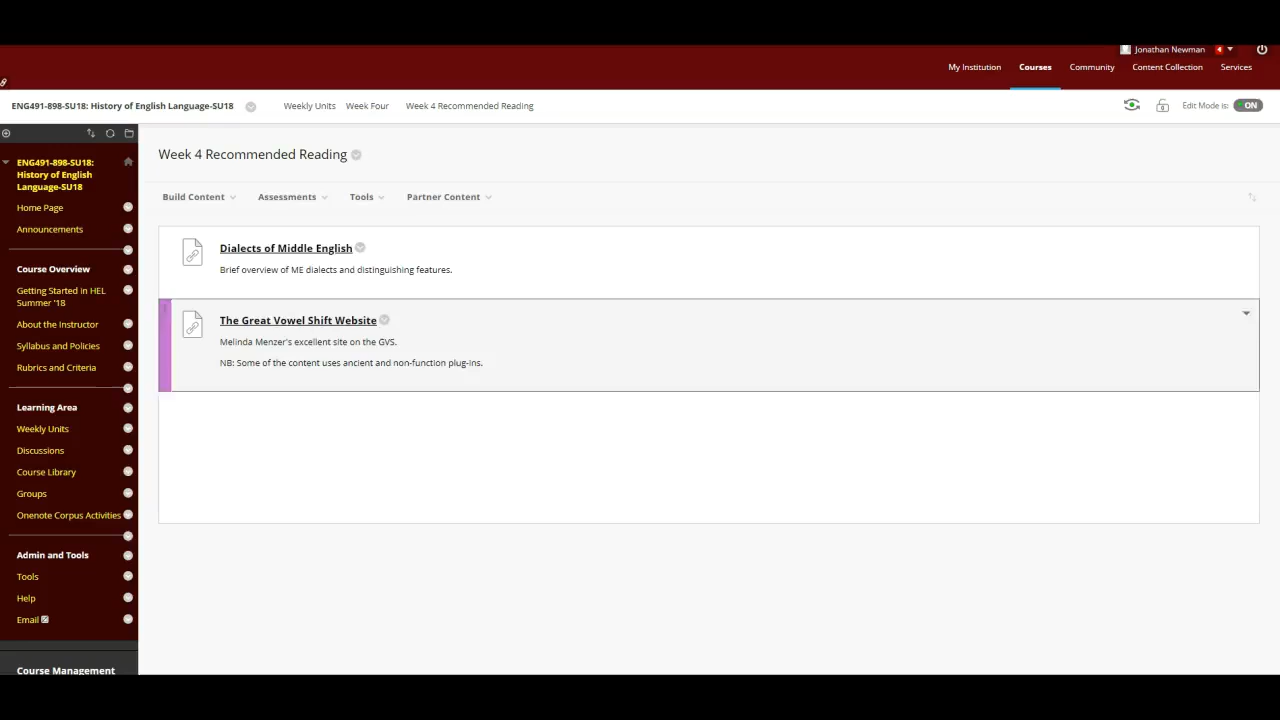 Jonathan Newman 4
My Institution Courses Community Content Collection Services
ENG491-898-SU18: History of English Language-SU18 Weekly Units Week Four Week 4 Recommended Reading Edit Mode is: ON
ENG491-898-SU18:
History of English
Language-SU18
Home Page
Announcements
Course Overview
Getting Started in HEL
Summer '18
About the Instructor
Syllabus and Policies
Rubrics and Criteria
Learning Area
Weekly Units
Discussions
Course Library
Groups
Onenote Corpus Activities
Admin and Tools
Tools
Help
Email
Course Management
Week 4 Recommended Reading
Build Content Assessments Tools Partner Content
Dialects of Middle English
Brief overview of ME dialects and distinguishing features.
The Great Vowel Shift Website
Melinda Menzer's excellent site on the GVS.
NB: Some of the content uses ancient and non-function plug-ins.